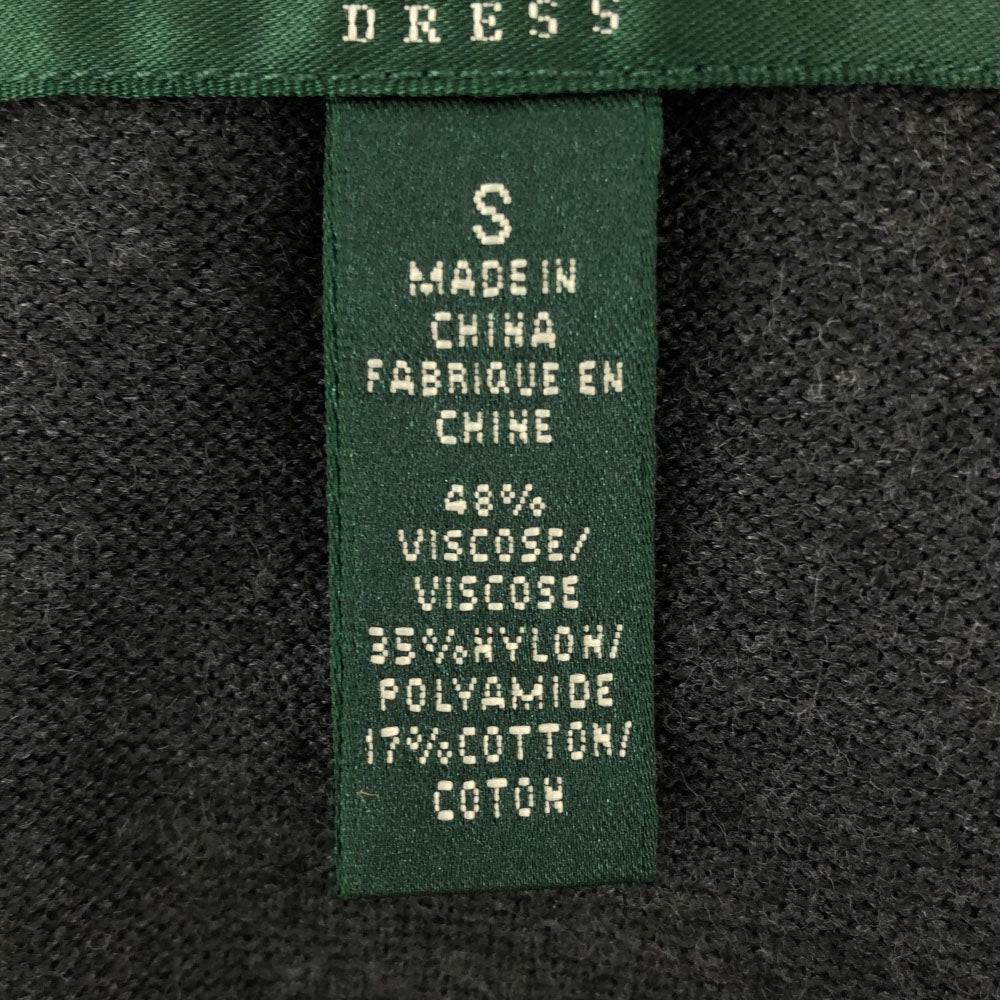 DRESS
S
MADE IN
CHINA
FABRIQUE EN
CHINE
48%
VISCOSE/
VISCOSE
35%NYLON/
POLYAMIDE
17%COTTON/
COTON